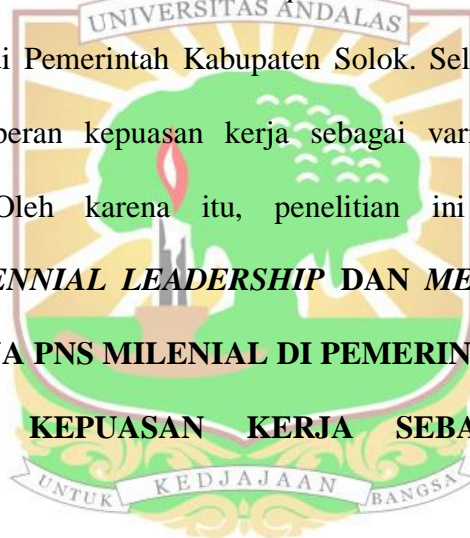 UNIVERSITAS ANDALAS
di Pemerintah Kabupaten Solok. Sel
peran kepuasan kerja sebagai var
Oleh karena itu, penelitian ini
ENNIAL LEADERSHIP DAN ME
A PNS MILENIAL DI PEMERIN
KEPUASAN KERJA SEBA
UNTUK KEDJAJAAN BANGSA